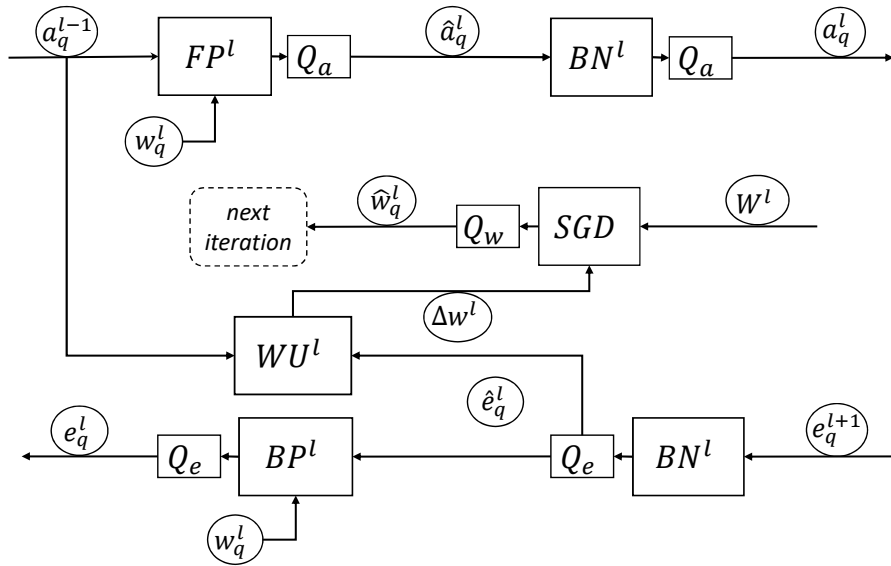 a_q^{l-1}
FP^l
Q_a
â_q^l
BN^l
Q_a
a_q^l
w_q^l
next
iteration
ŵ_q^l
Q_w
SGD
W^l
Δw^l
WU^l
ê_q^l
e_q^l
Q_e
BP^l
Q_e
BN^l
e_q^{l+1}
w_q^l